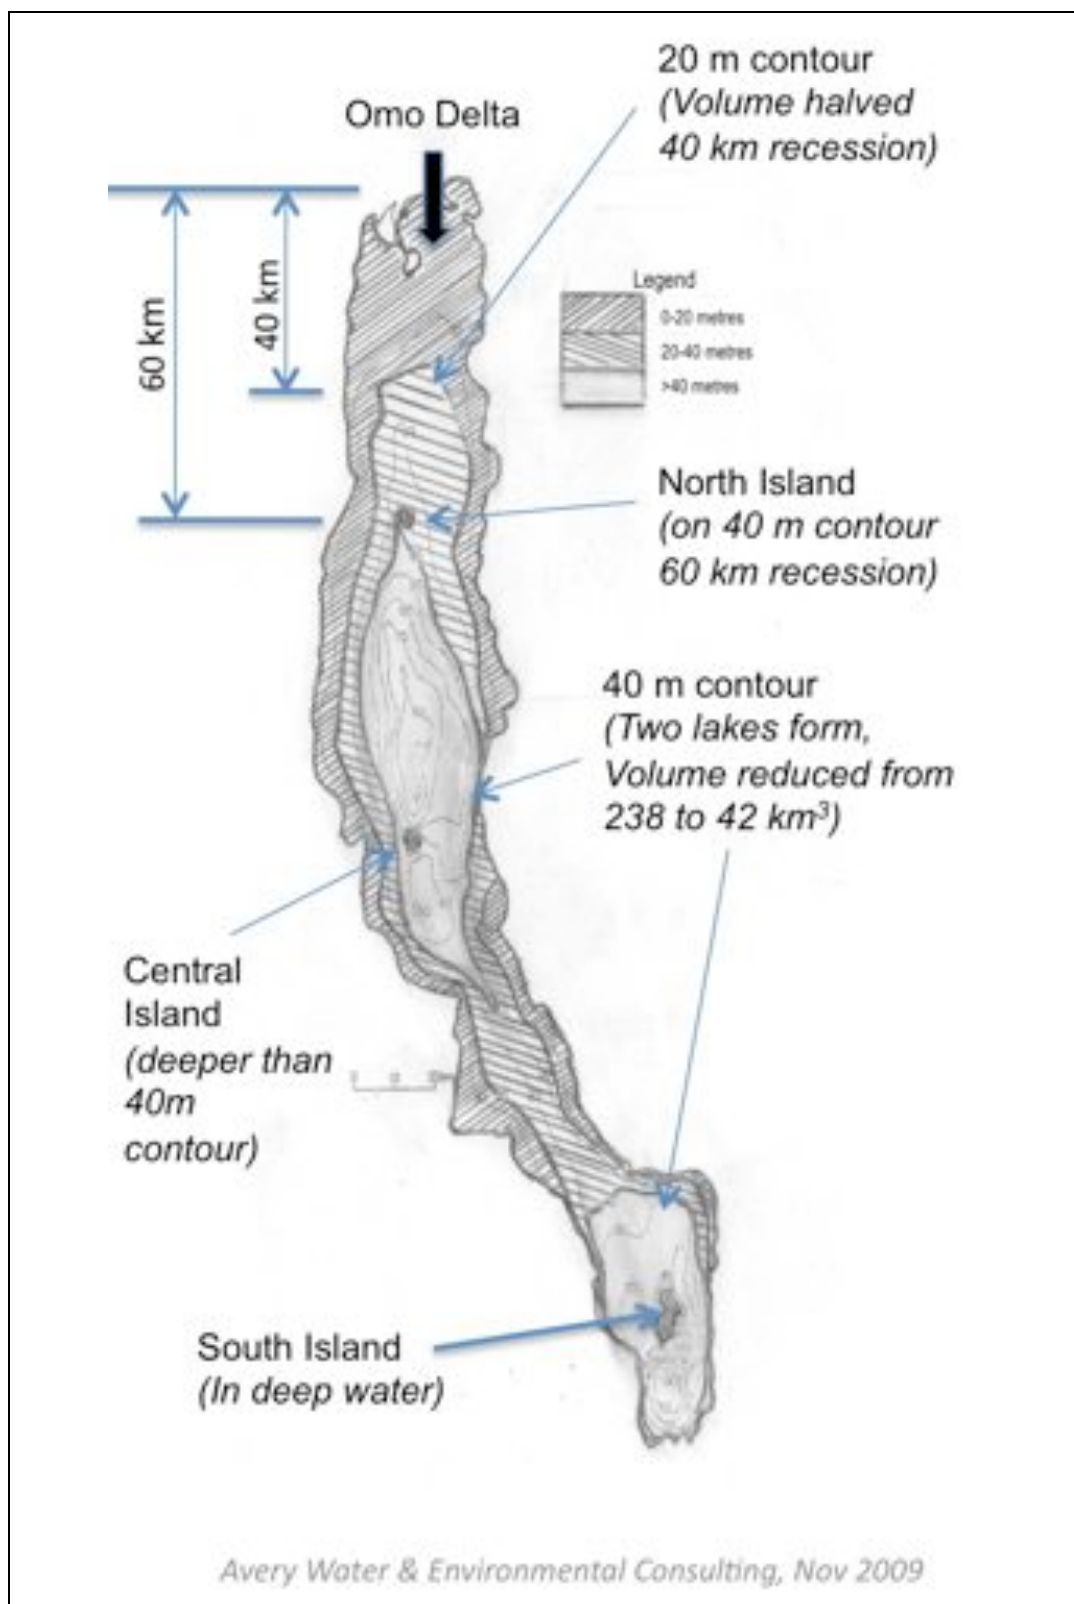 20 m contour
(Volume halved
40 km recession)
Omo Delta
60 km
40 km
Legend
0-20 metres
20-40 metres
>40 metres
North Island
(on 40 m contour
60 km recession)
40 m contour
(Two lakes form,
Volume reduced from
238 to 42 km³)
Central
Island
(deeper than
40m
contour)
South Island
(In deep water)
Avery Water & Environmental Consulting, Nov 2009